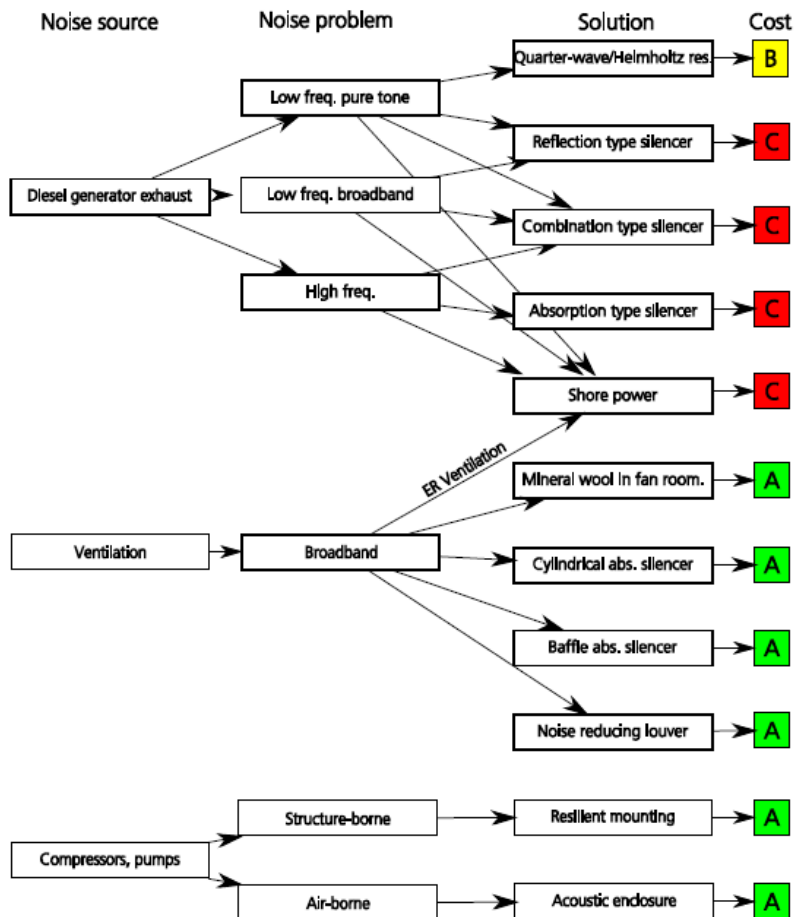 Noise source Noise problem Solution Cost
Quarter-wave/Helmholtz res. B
Low freq. pure tone
Reflection type silencer C
Diesel generator exhaust Low freq. broadband
Combination type silencer C
High freq.
Absorption type silencer C
Shore power C
ER Ventilation
Mineral wool in fan room. A
Ventilation Broadband
Cylindrical abs. silencer A
Baffle abs. silencer A
Noise reducing louver A
Structure-borne Resilient mounting A
Compressors, pumps
Air-borne Acoustic enclosure A